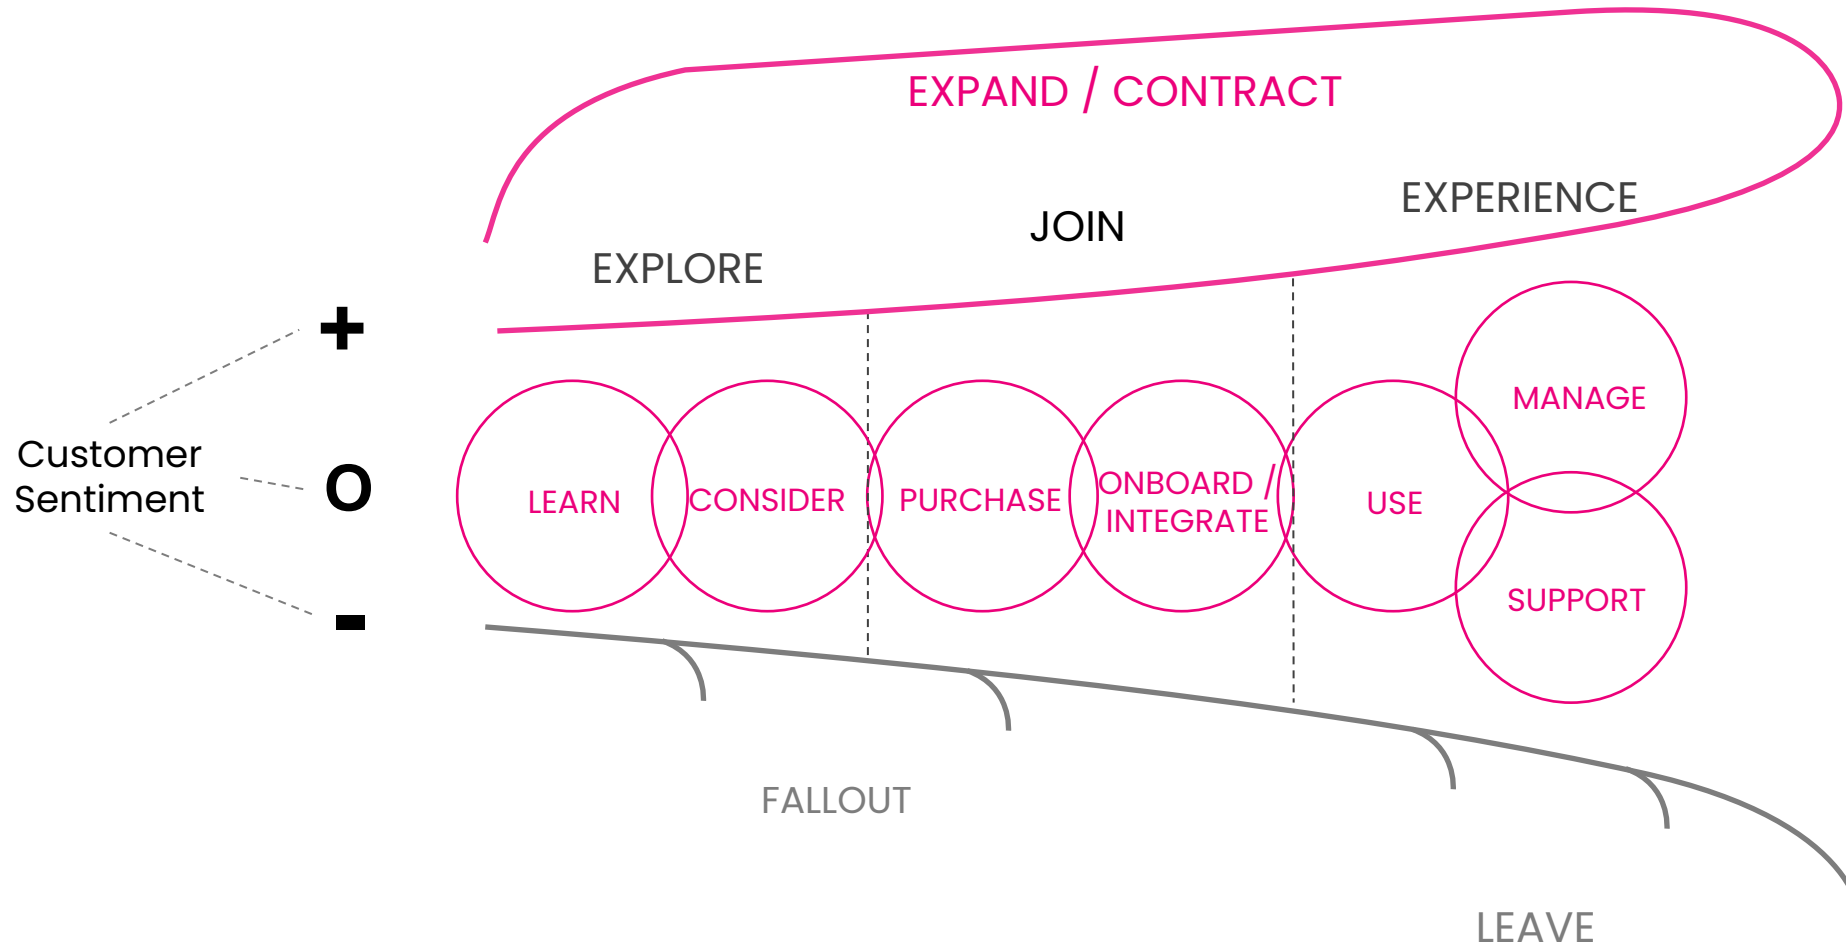 EXPAND / CONTRACT
EXPLORE
JOIN
EXPERIENCE
+
O
-
Customer
Sentiment
LEARN
CONSIDER
PURCHASE
ONBOARD /
INTEGRATE
USE
MANAGE
SUPPORT
FALLOUT
LEAVE